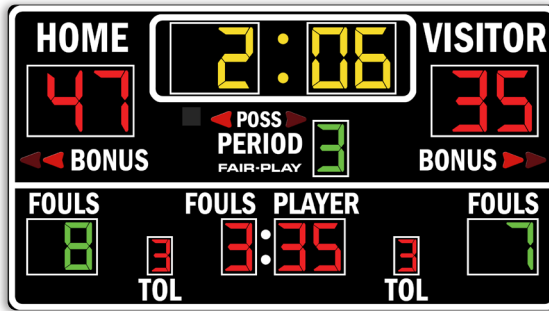 HOME 2:06 VISITOR
47 35
POSS
PERIOD 3
FAIR-PLAY
BONUS BONUS
FOULS FOULS PLAYER FOULS
8 3 3:35 3 7
TOL TOL